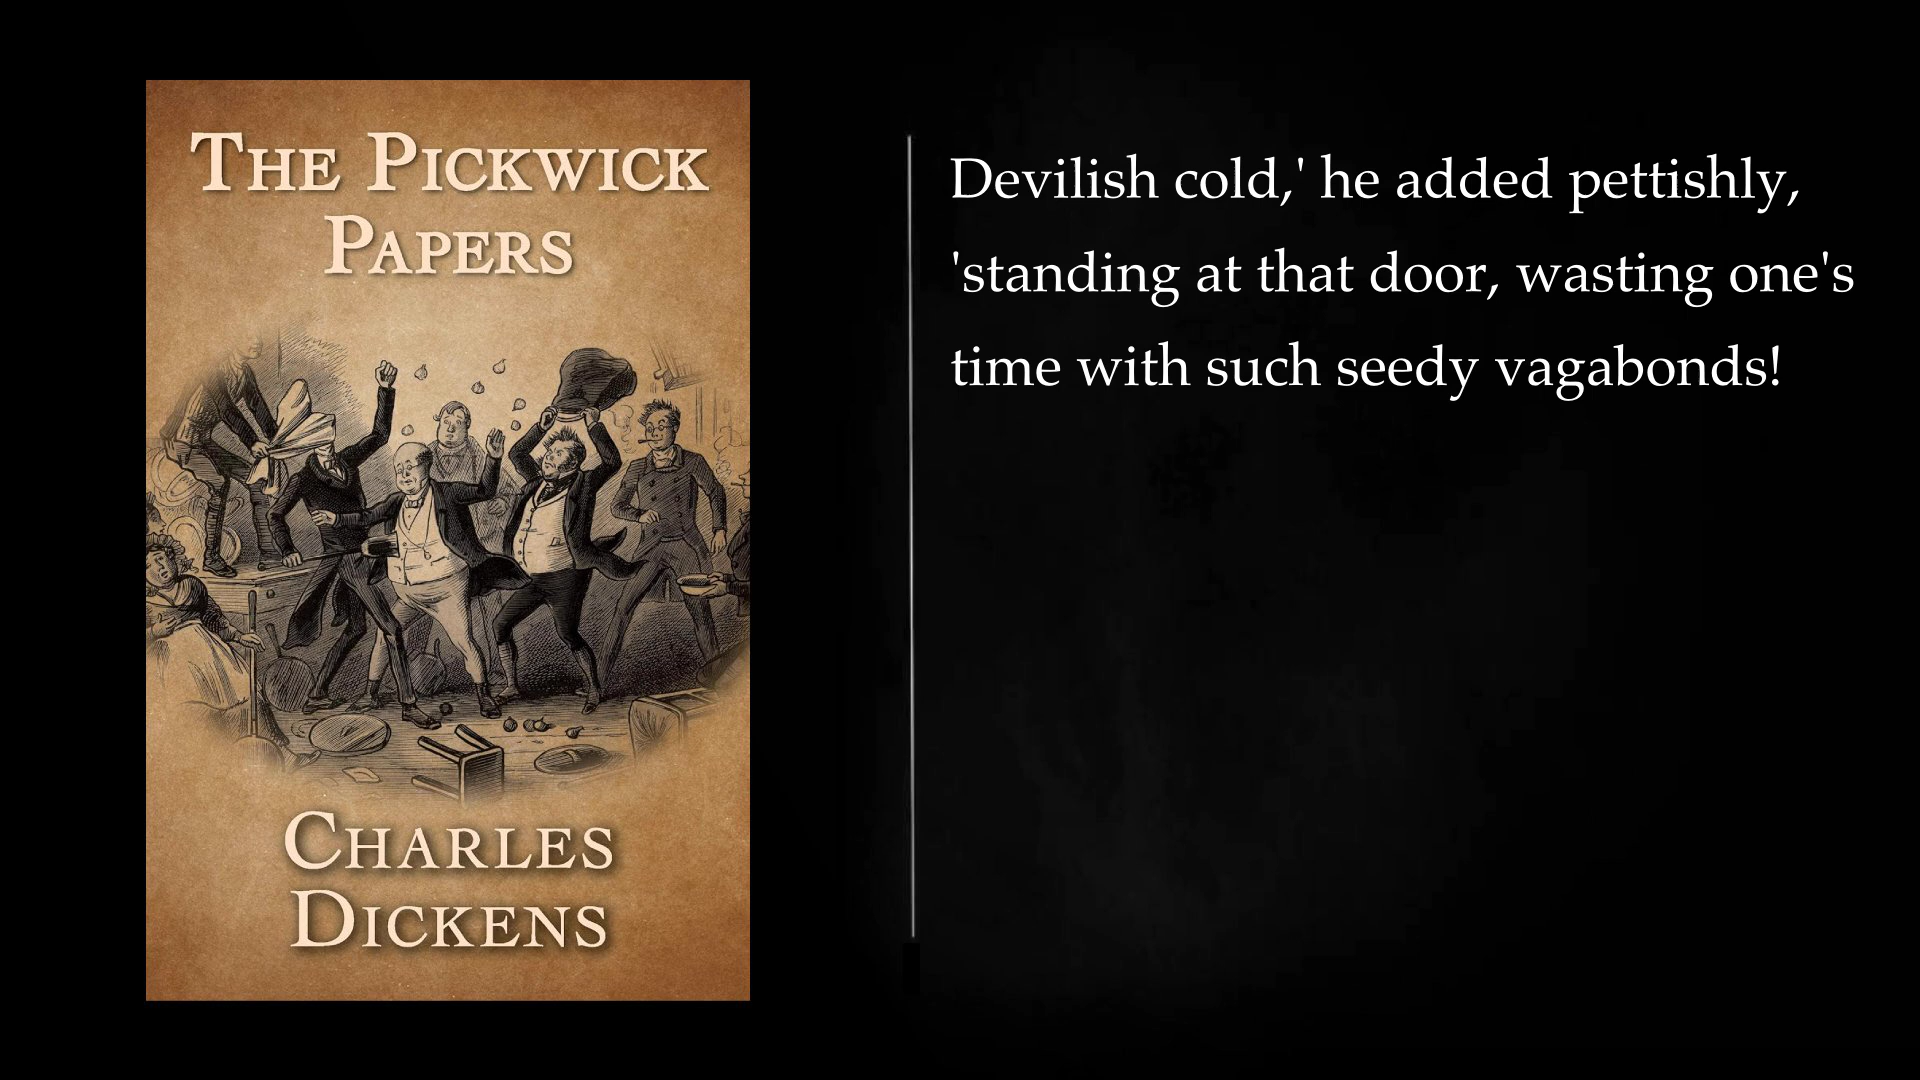 THE PICKWICK
PAPERS
CHARLES
DICKENS
Devilish cold,' he added pettishly,
'standing at that door, wasting one's
time with such seedy vagabonds!